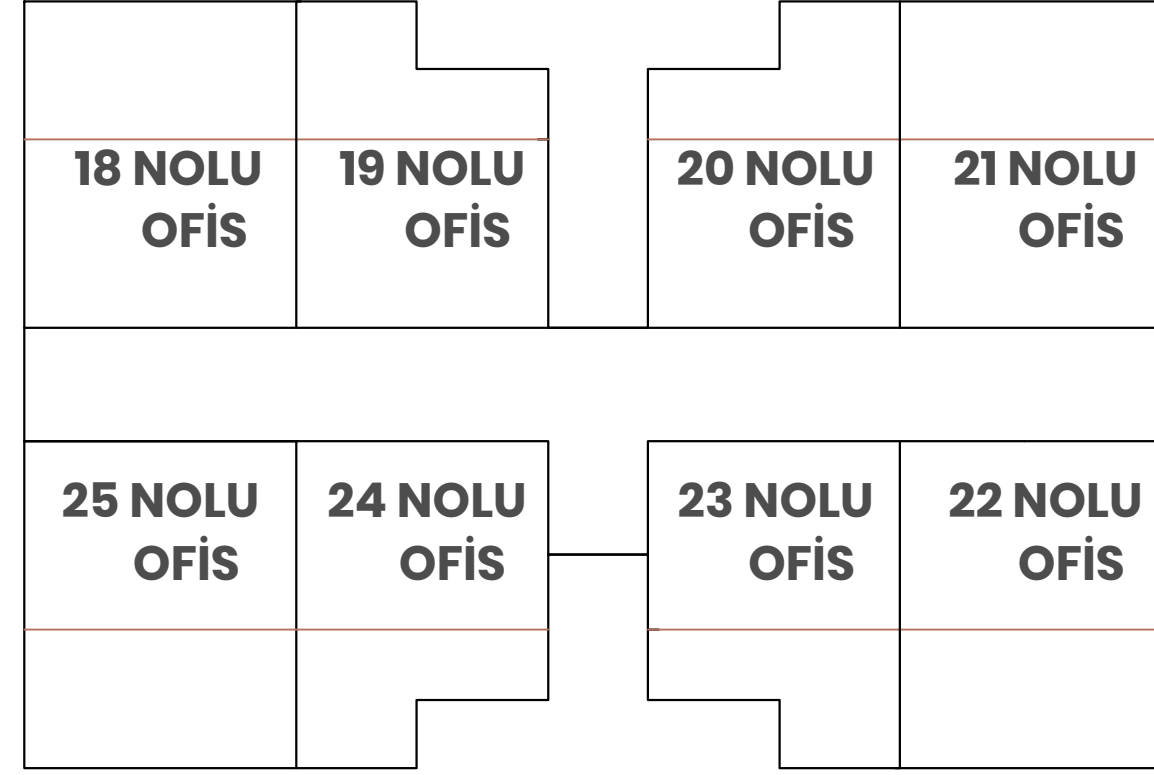 18 NOLU
OFİS
19 NOLU
OFİS
20 NOLU
OFİS
21 NOLU
OFİS
25 NOLU
OFİS
24 NOLU
OFİS
23 NOLU
OFİS
22 NOLU
OFİS